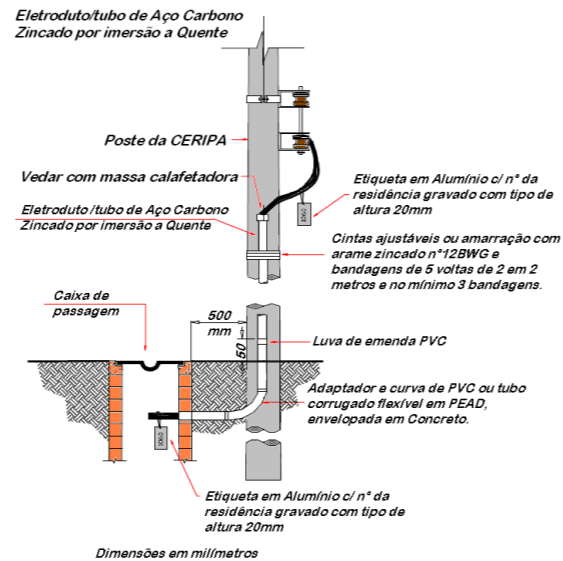 Eletroduto/tubo de Aço Carbono
Zincado por imersão a Quente
Poste da CERIPA
Vedar com massa calafetadora
Etiqueta em Alumínio c/ n° da
residência gravado com tipo de
altura 20mm
1060
Eletroduto/tubo de Aço Carbono
Zincado por imersão a Quente
Cintas ajustáveis ou amarração com
arame zincado n°12BWG e
bandagens de 5 voltas de 2 em 2
metros e no mínimo 3 bandagens.
Caixa de
passagem
500
mm
50
Luva de emenda PVC
Adaptador e curva de PVC ou tubo
corrugado flexível em PEAD,
envelopada em Concreto.
1060
Etiqueta em Alumínio c/ n° da
residência gravado com tipo de
altura 20mm
Dimensões em milímetros